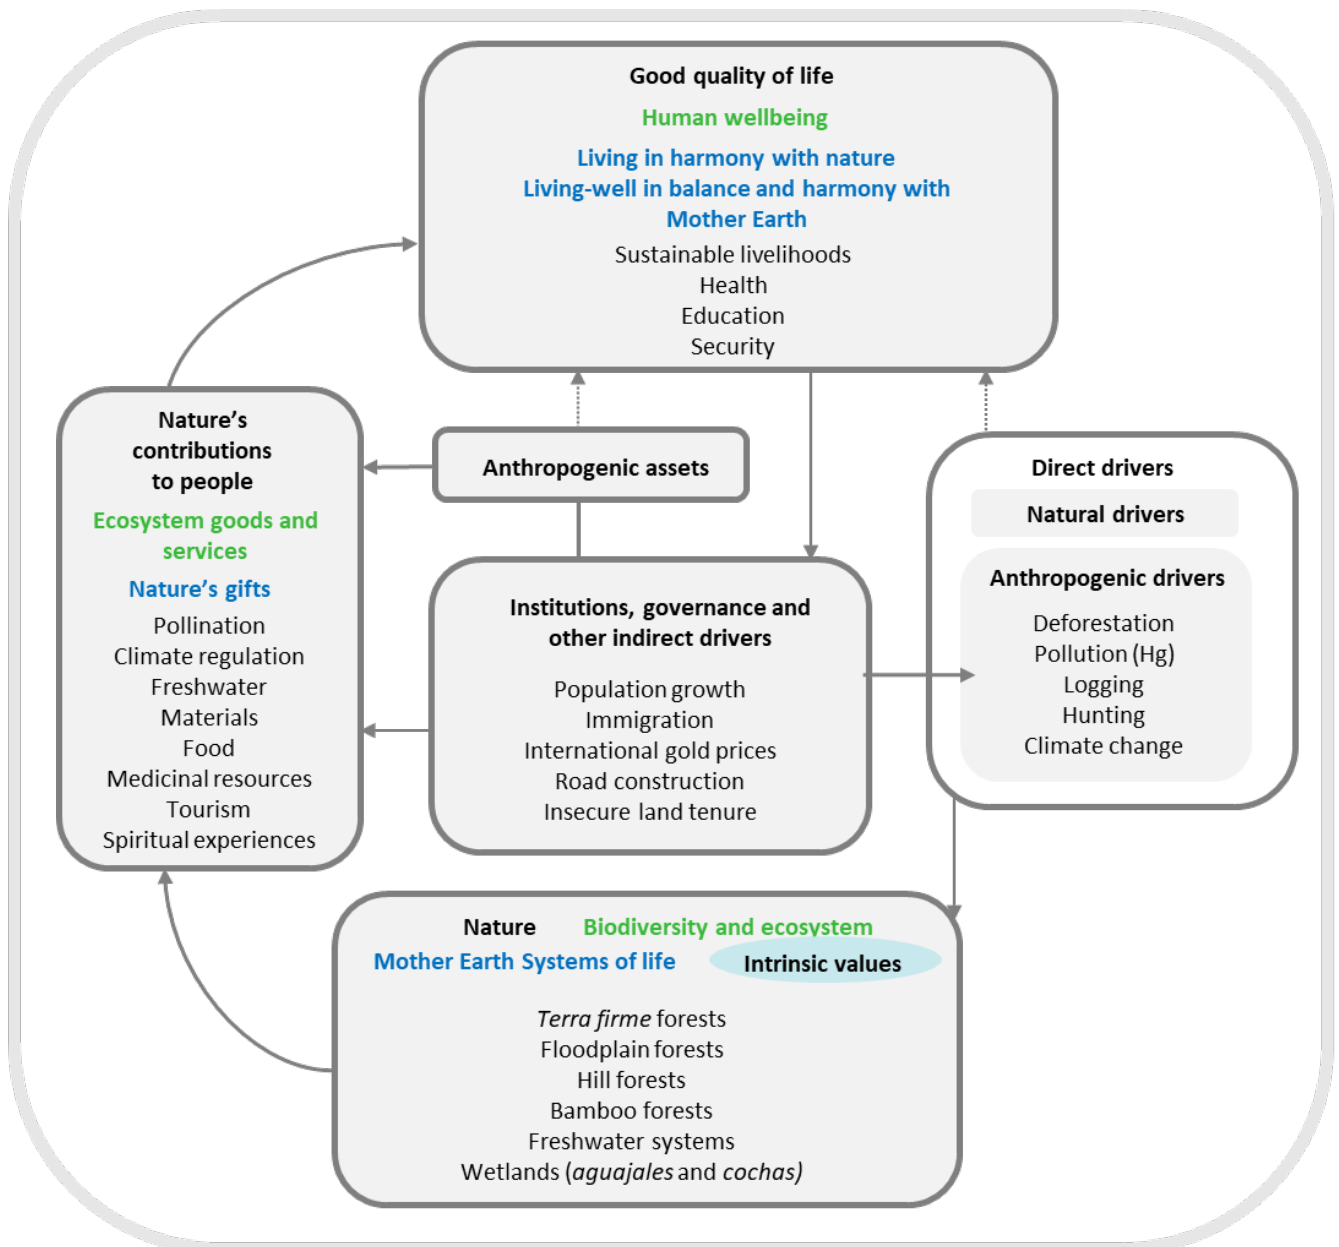 Good quality of life
Human wellbeing
Living in harmony with nature
Living-well in balance and harmony with
Mother Earth
Sustainable livelihoods
Health
Education
Security
Nature's
contributions
to people
Ecosystem goods and
services
Nature's gifts
Pollination
Climate regulation
Freshwater
Materials
Food
Medicinal resources
Tourism
Spiritual experiences
Anthropogenic assets
Institutions, governance and
other indirect drivers
Population growth
Immigration
International gold prices
Road construction
Insecure land tenure
Direct drivers
Natural drivers
Anthropogenic drivers
Deforestation
Pollution (Hg)
Logging
Hunting
Climate change
Nature Biodiversity and ecosystem
Mother Earth Systems of life Intrinsic values
Terra firme forests
Floodplain forests
Hill forests
Bamboo forests
Freshwater systems
Wetlands (aguajales and cochas)